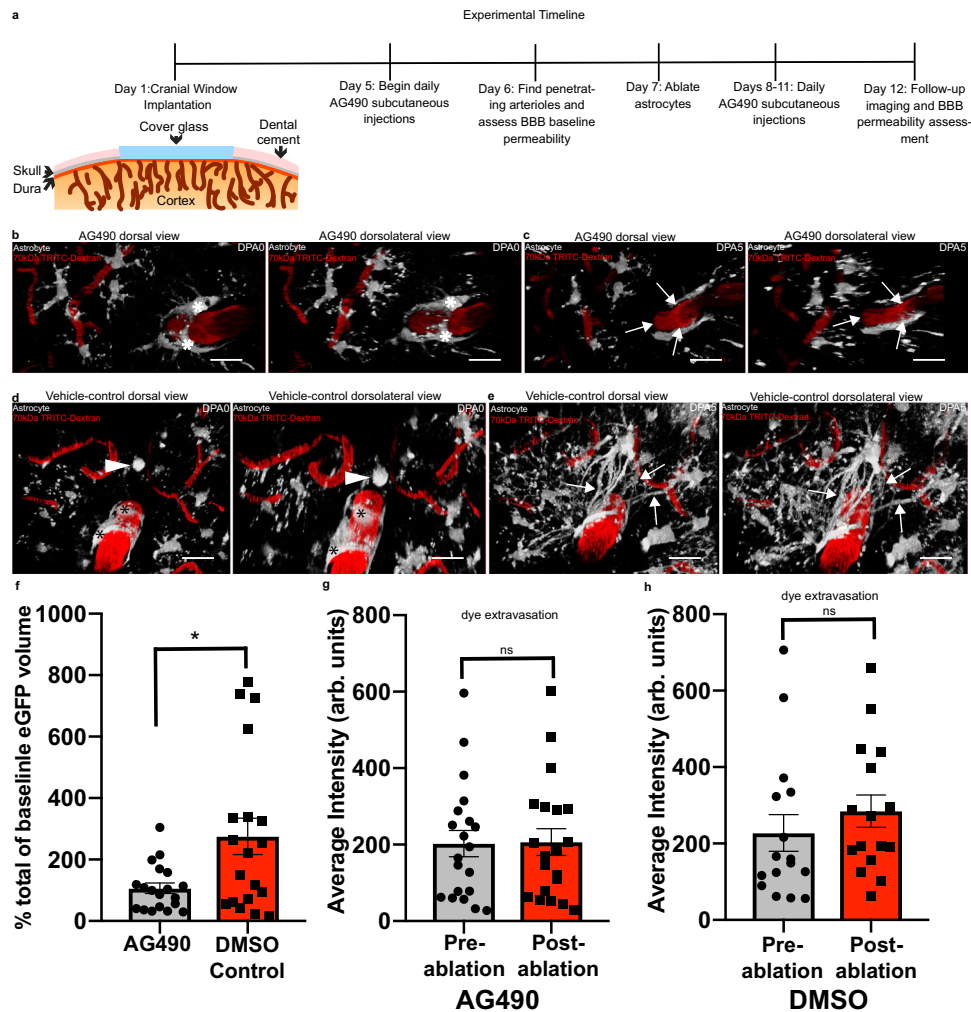 a
Experimental Timeline
Day 1:Cranial Window
Implantation
Day 5: Begin daily
AG490 subcutaneous
injections
Day 6: Find penetrat-
ing arterioles and
assess BBB baseline
permeability
Day 7: Ablate
astrocytes
Days 8-11: Daily
AG490 subcutaneous
injections
Day 12: Follow-up
imaging and BBB
permeability assess-
ment
Cover glass
Dental
cement
Skull
Dura
Cortex
b
AG490 dorsal view
AG490 dorsolateral view
c
AG490 dorsal view
AG490 dorsolateral view
Astrocyte
DPA0
70kDa TRITC-Dextran
Astrocyte
DPA0
70kDa TRITC-Dextran
Astrocyte
DPA5
70kDa TRITC-Dextran
Astrocyte
DPA5
70kDa TRITC-Dextran
d
Vehicle-control dorsal view
Vehicle-control dorsolateral view
e
Vehicle-control dorsal view
Vehicle-control dorsolateral view
Astrocyte
DPA0
70kDa TRITC-Dextran
Astrocyte
DPA0
70kDa TRITC-Dextran
Astrocyte
DPA5
70kDa TRITC-Dextran
Astrocyte
DPA5
70kDa TRITC-Dextran
f
% total of baselinle eGFP volume
1000
800
600
400
200
0
*
AG490
DMSO
Control
g
Average Intensity (arb. units)
800
600
400
200
0
dye extravasation
ns
Pre-
ablation
Post-
ablation
AG490
h
Average Intensity (arb. units)
800
600
400
200
0
dye extravasation
ns
Pre-
ablation
Post-
ablation
DMSO